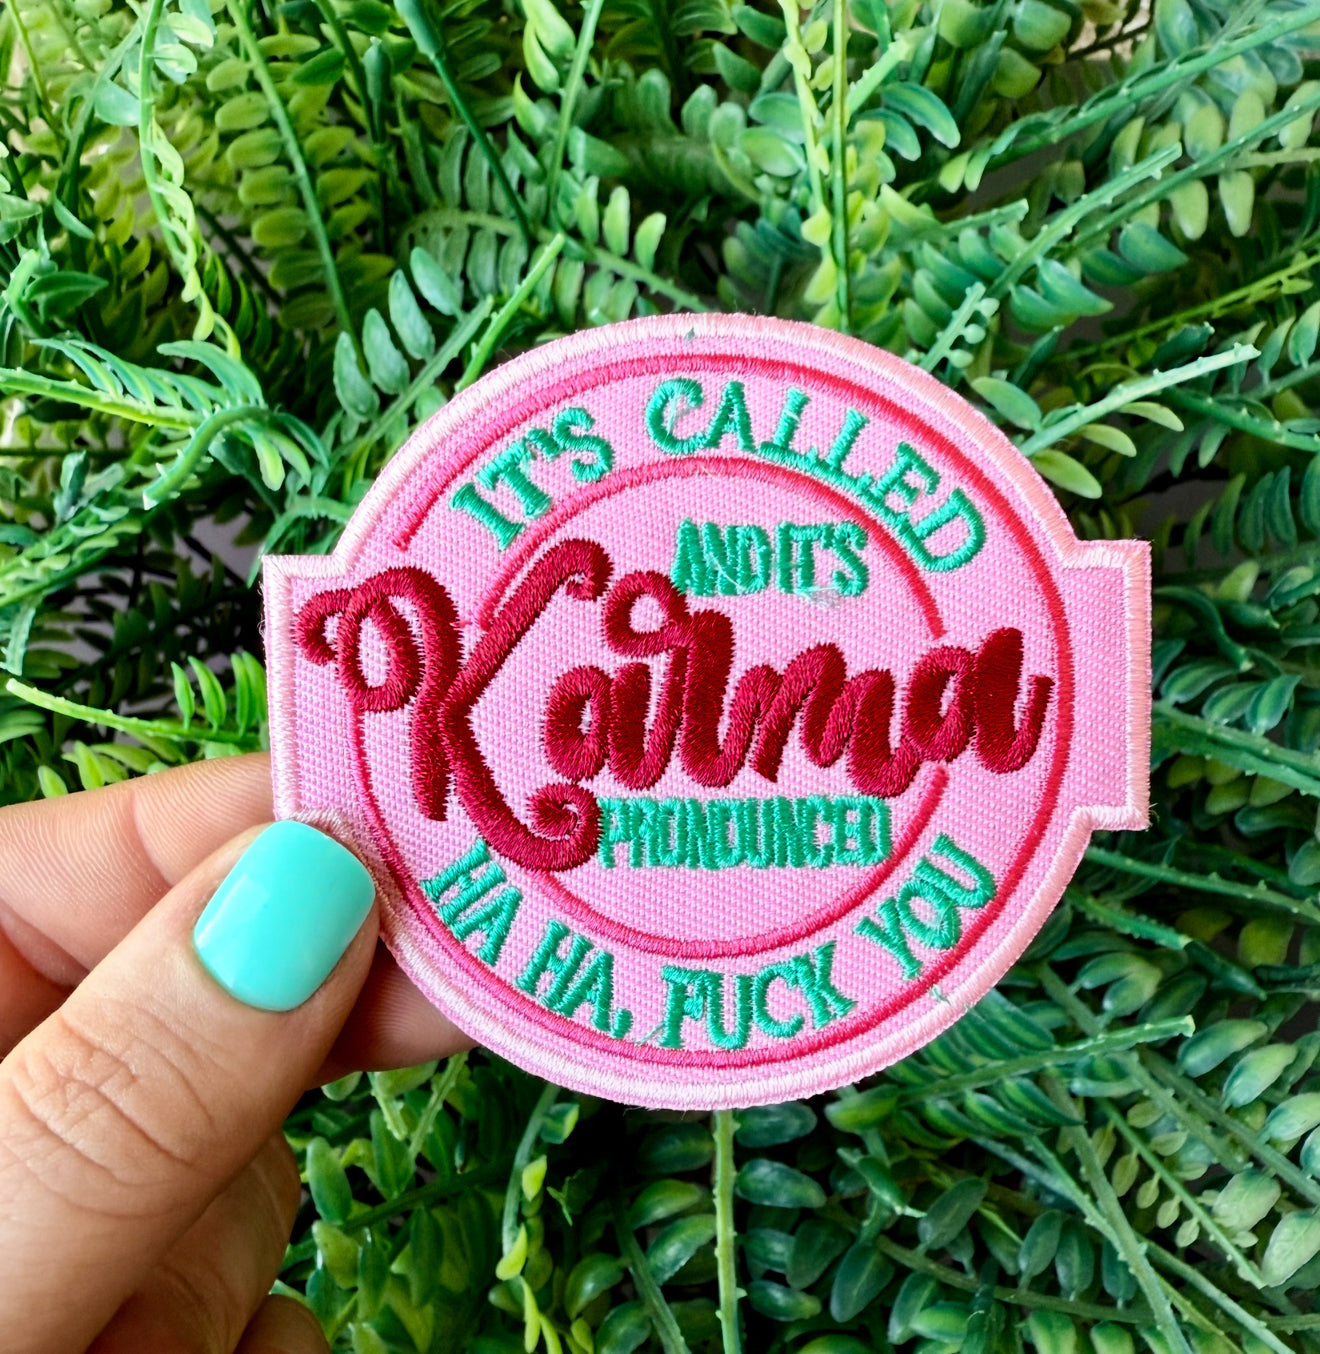 IT'S CALLED
Karma
AND IT'S
PRONOUNCED
HA HA, FUCK YOU